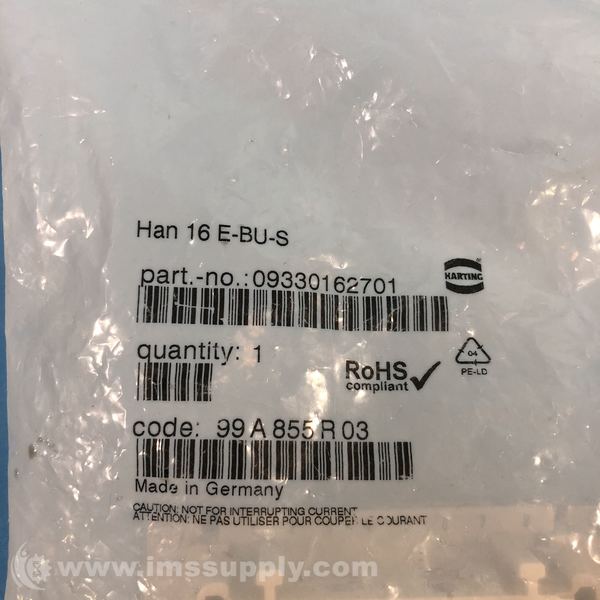 Han 16 E-BU-S
part.-no.: 09330162701
HARTING
quantity: 1
RoHS
compliant
04
PE-LD
code: 99 A 855 R 03
Made in Germany
CAUTION: NOT FOR INTERRUPTING CURRENT
ATTENTION: NE PAS UTILISER POUR COUPER LE COURANT
www.imssupply.com